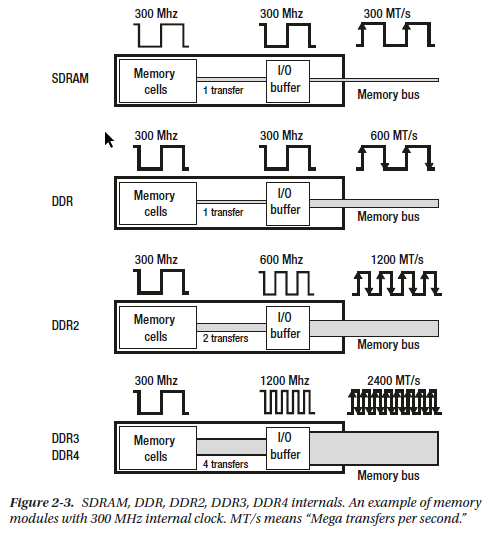 300 Mhz 300 Mhz 300 MT/s
SDRAM
Memory
cells
1 transfer
I/O
buffer
Memory bus
300 Mhz 300 Mhz 600 MT/s
DDR
Memory
cells
1 transfer
I/O
buffer
Memory bus
300 Mhz 600 Mhz 1200 MT/s
DDR2
Memory
cells
2 transfers
I/O
buffer
Memory bus
300 Mhz 1200 Mhz 2400 MT/s
DDR3
DDR4
Memory
cells
4 transfers
I/O
buffer
Memory bus
Figure 2-3. SDRAM, DDR, DDR2, DDR3, DDR4 internals. An example of memory
modules with 300 MHz internal clock. MT/s means “Mega transfers per second.”